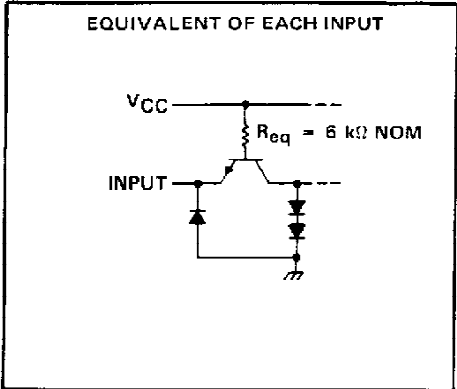 EQUIVALENT OF EACH INPUT
VCC
Req = 6 kΩ NOM
INPUT